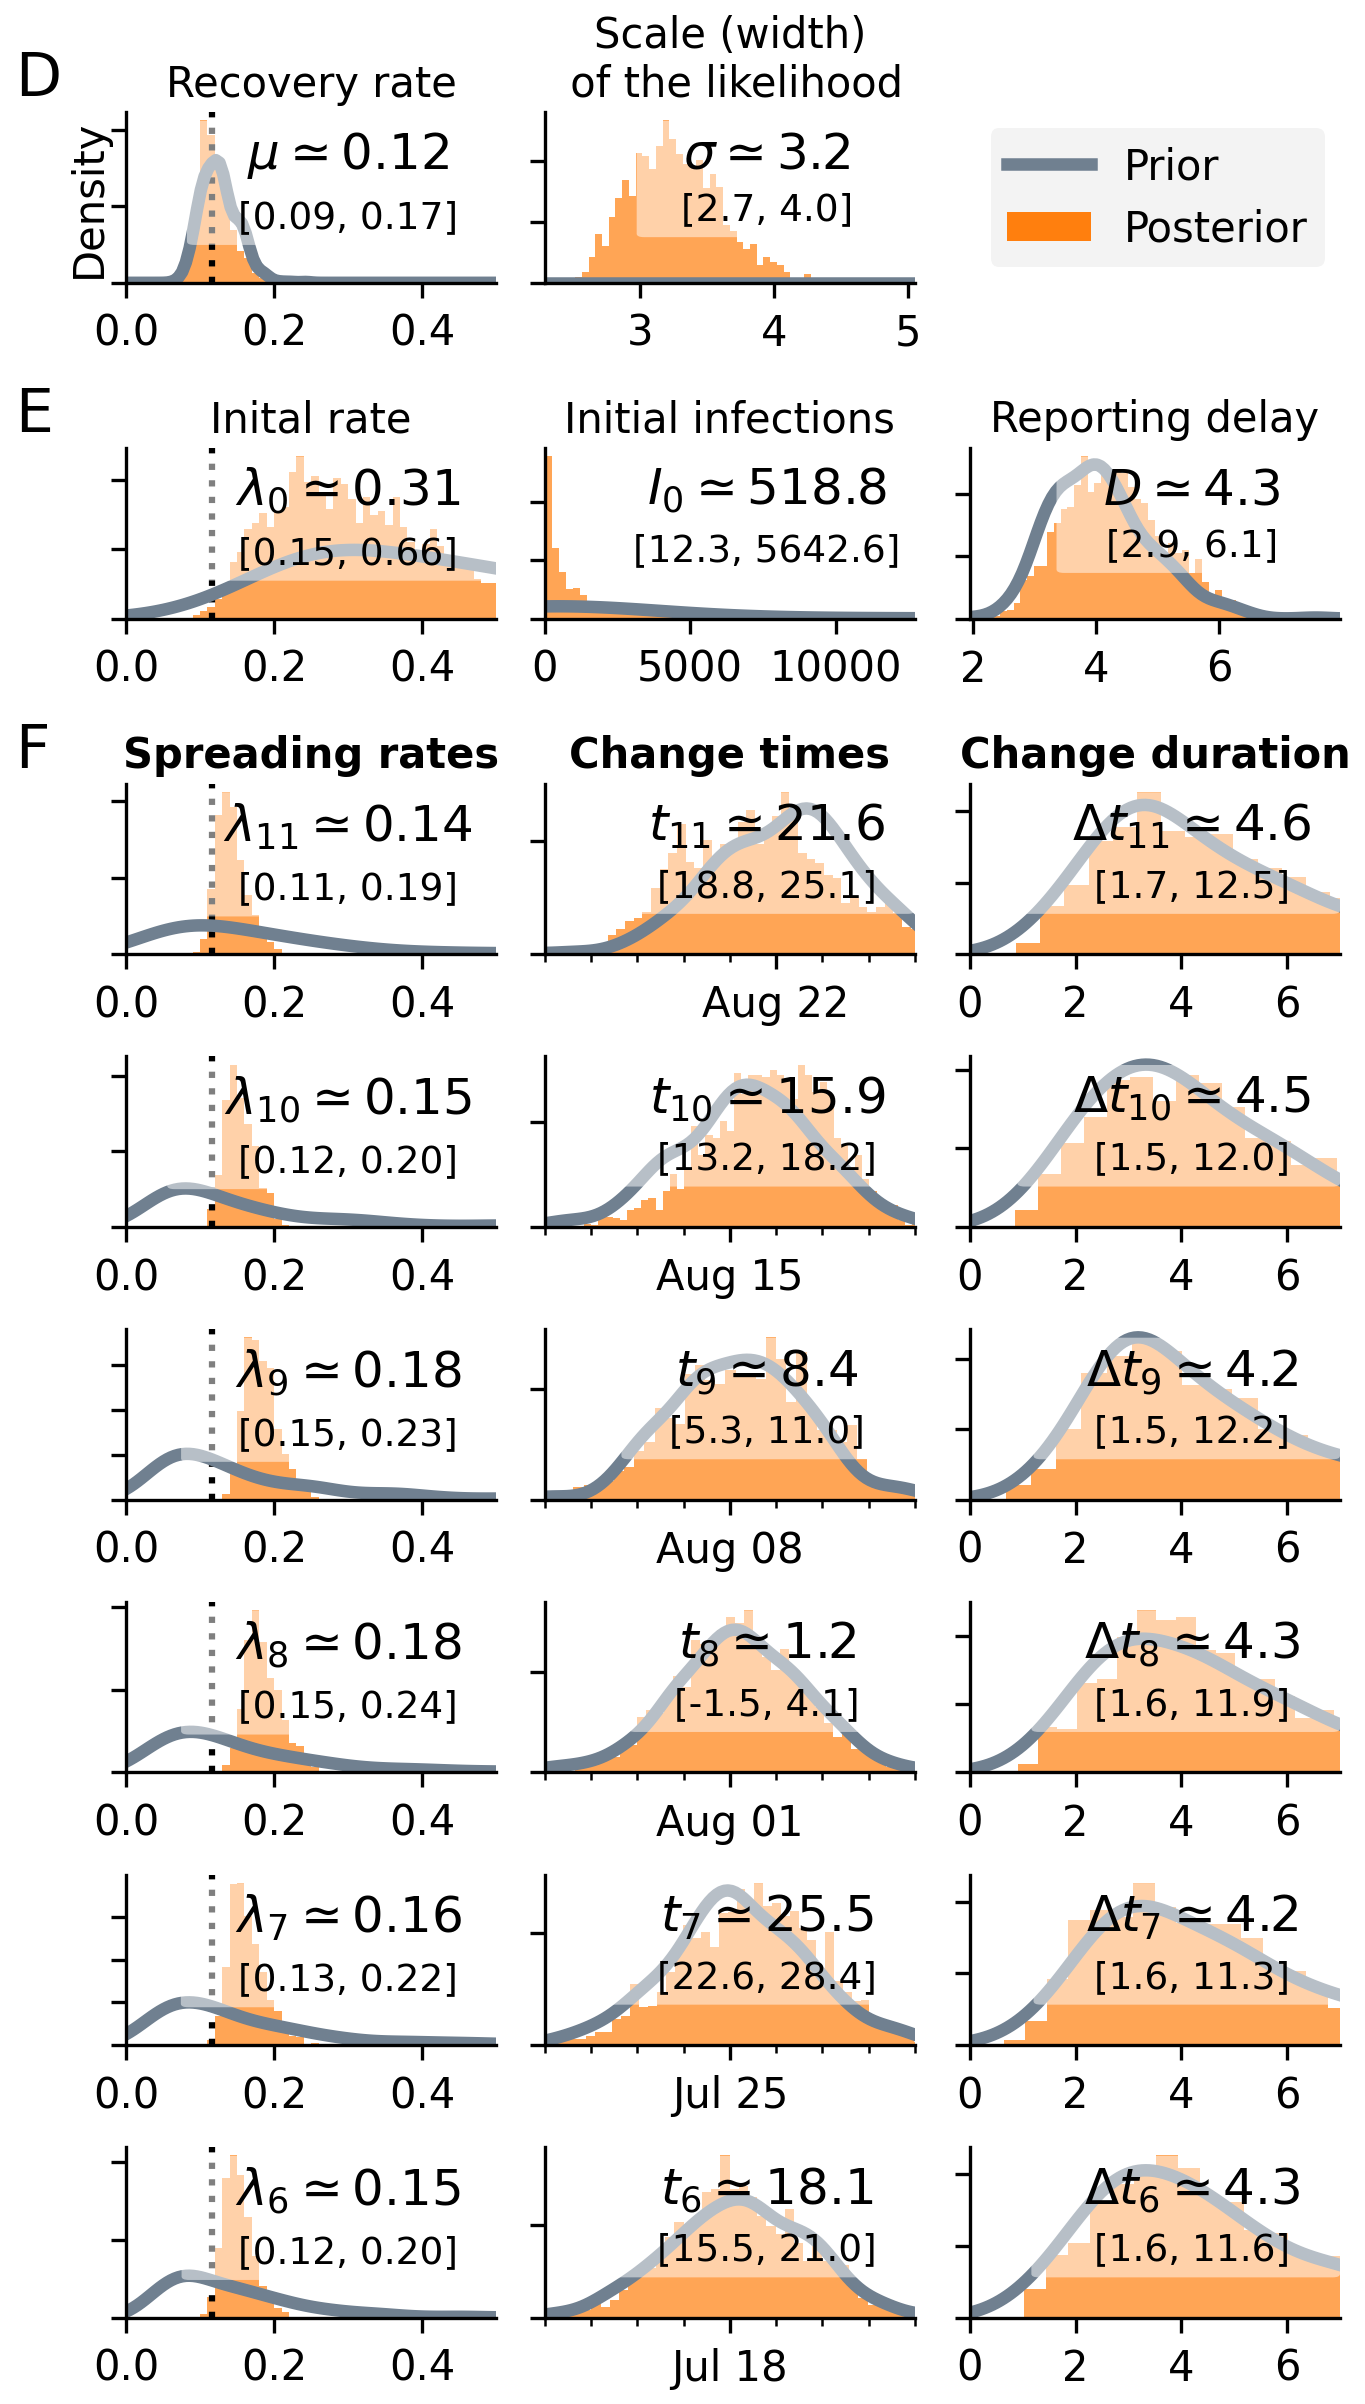 D
Recovery rate
Scale (width)
of the likelihood
Density
μ ≃ 0.12
[0.09, 0.17]
0.0 0.2 0.4
σ ≃ 3.2
[2.7, 4.0]
3 4 5
Prior
Posterior
E
Inital rate
λ0 ≃ 0.31
[0.15, 0.66]
0.0 0.2 0.4
Initial infections
I0 ≃ 518.8
[12.3, 5642.6]
0 5000 10000
Reporting delay
D ≃ 4.3
[2.9, 6.1]
2 4 6
F
Spreading rates
Change times
Change duration
λ11 ≃ 0.14
[0.11, 0.19]
0.0 0.2 0.4
t11 ≃ 21.6
[18.8, 25.1]
Aug 22
Δt11 ≃ 4.6
[1.7, 12.5]
0 2 4 6
λ10 ≃ 0.15
[0.12, 0.20]
0.0 0.2 0.4
t10 ≃ 15.9
[13.2, 18.2]
Aug 15
Δt10 ≃ 4.5
[1.5, 12.0]
0 2 4 6
λ9 ≃ 0.18
[0.15, 0.23]
0.0 0.2 0.4
t9 ≃ 8.4
[5.3, 11.0]
Aug 08
Δt9 ≃ 4.2
[1.5, 12.2]
0 2 4 6
λ8 ≃ 0.18
[0.15, 0.24]
0.0 0.2 0.4
t8 ≃ 1.2
[-1.5, 4.1]
Aug 01
Δt8 ≃ 4.3
[1.6, 11.9]
0 2 4 6
λ7 ≃ 0.16
[0.13, 0.22]
0.0 0.2 0.4
t7 ≃ 25.5
[22.6, 28.4]
Jul 25
Δt7 ≃ 4.2
[1.6, 11.3]
0 2 4 6
λ6 ≃ 0.15
[0.12, 0.20]
0.0 0.2 0.4
t6 ≃ 18.1
[15.5, 21.0]
Jul 18
Δt6 ≃ 4.3
[1.6, 11.6]
0 2 4 6